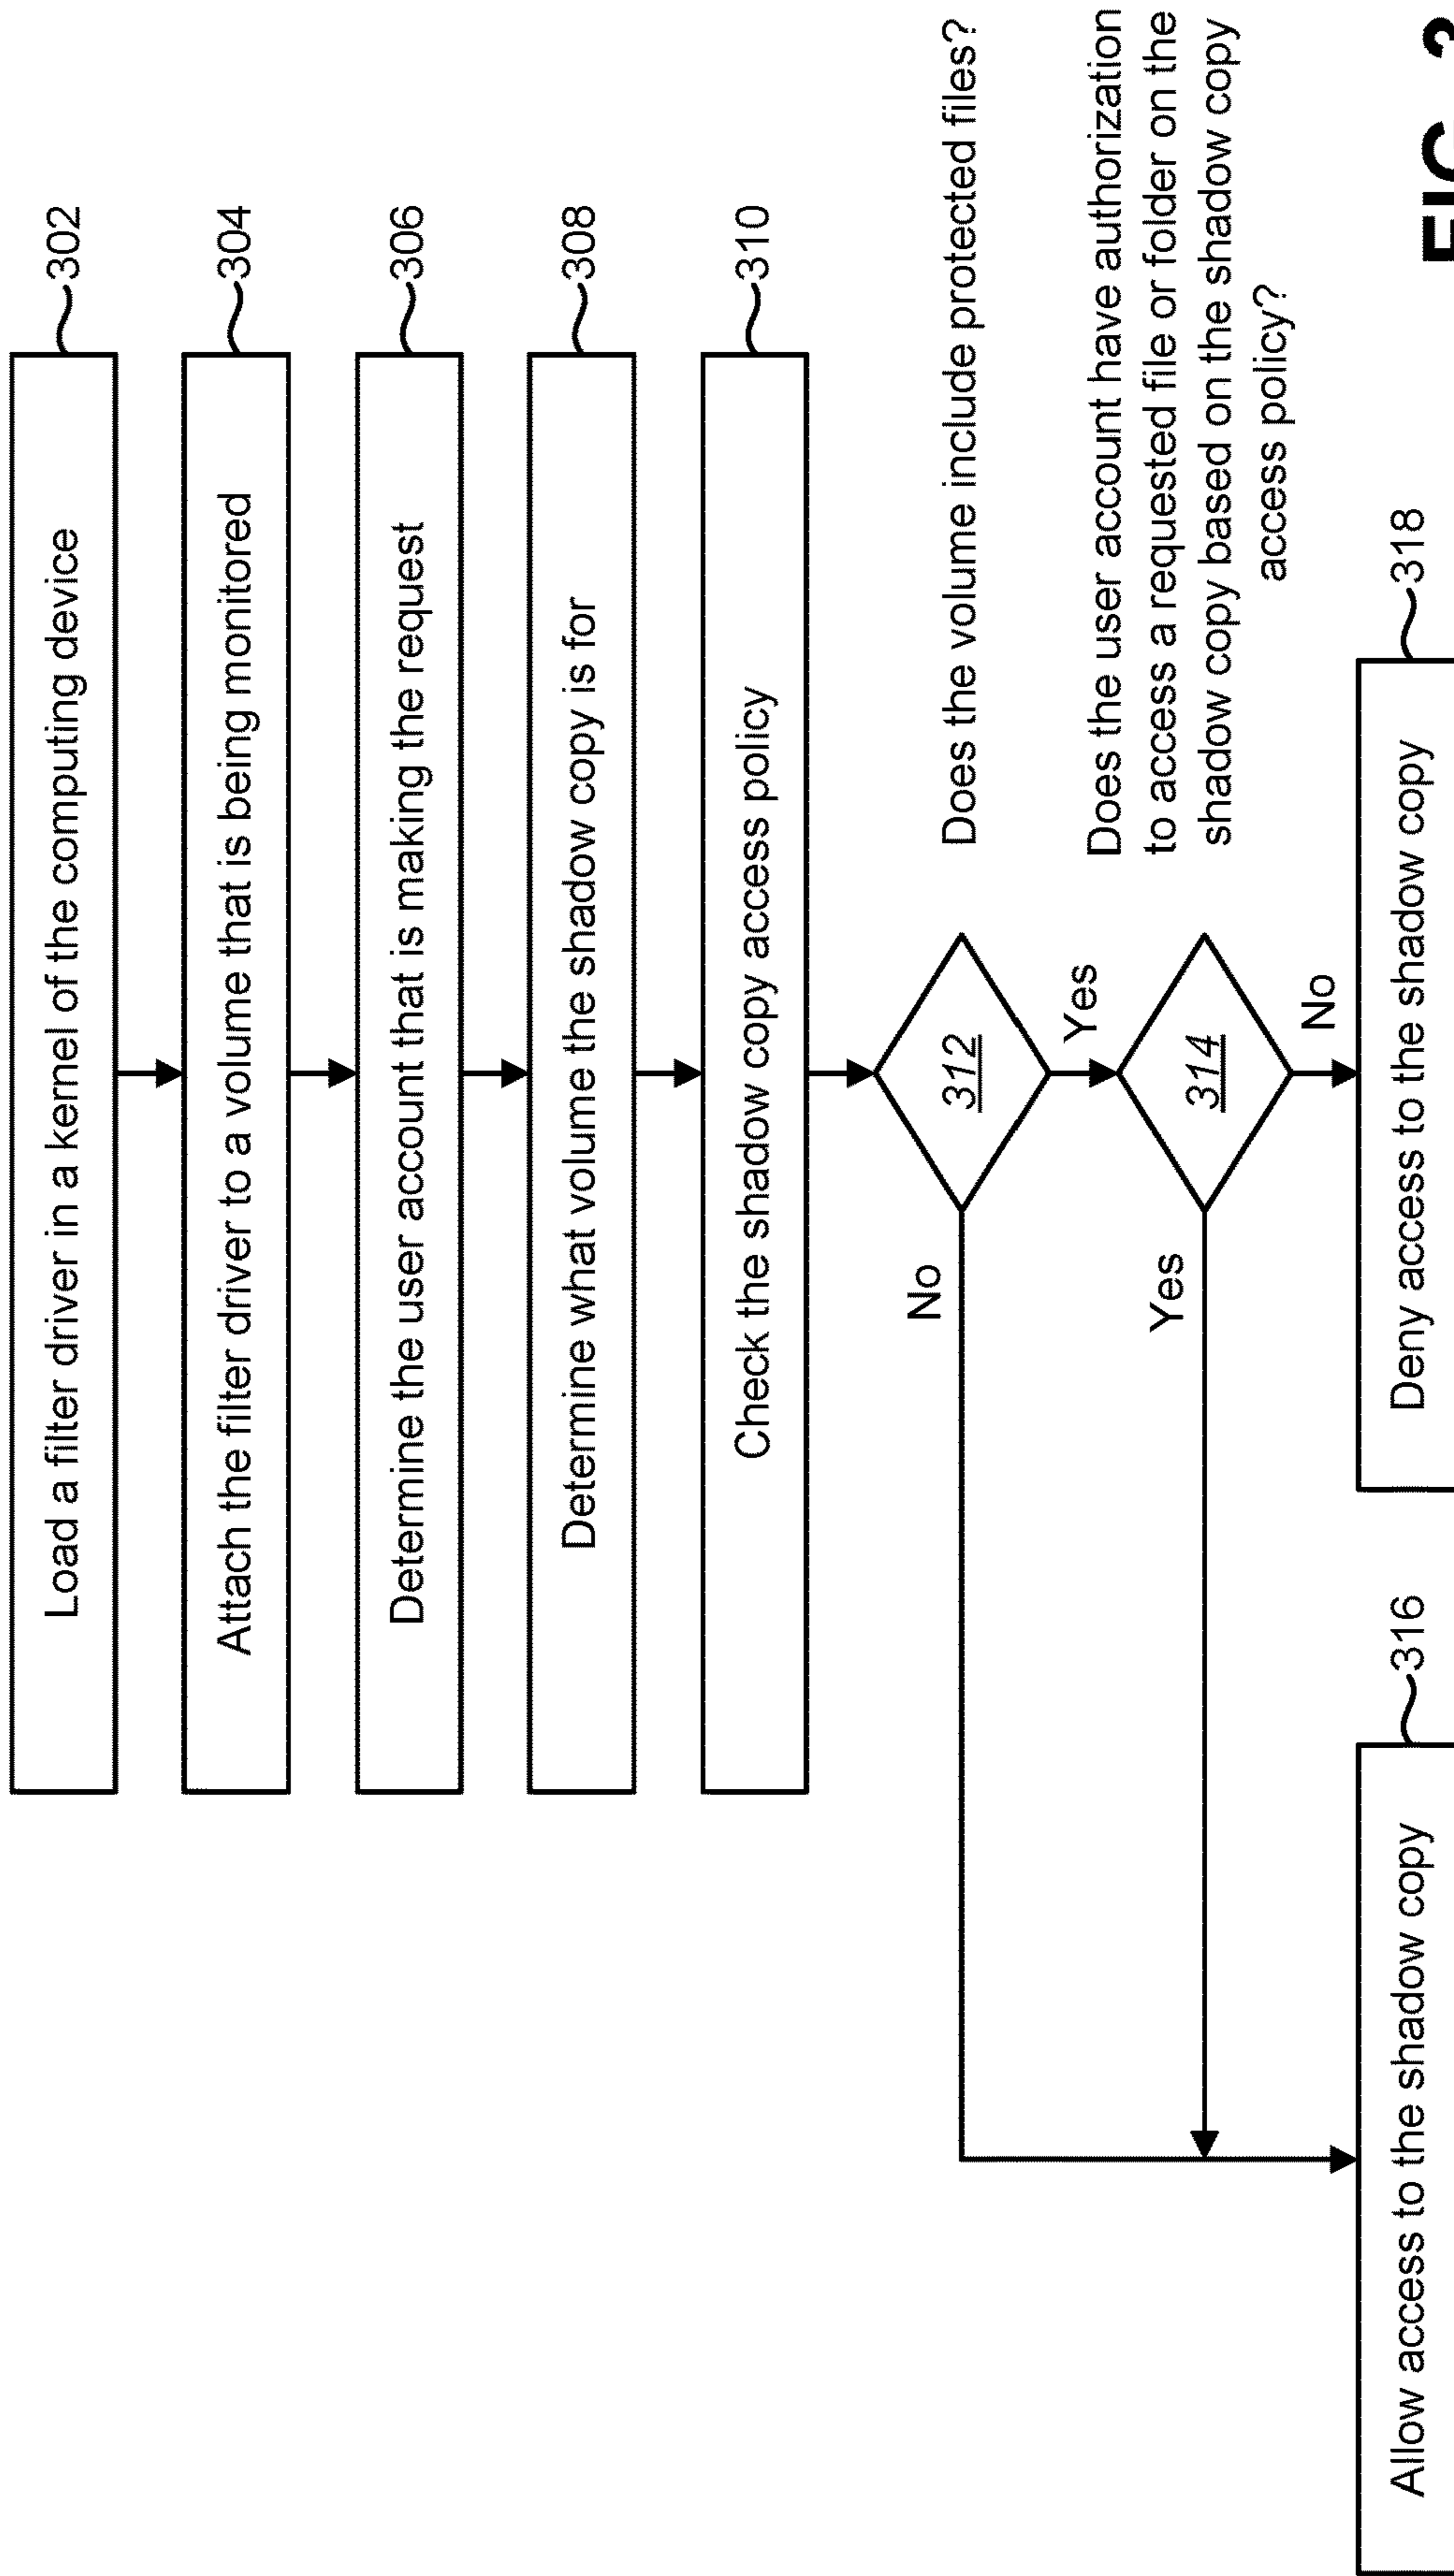 Load a filter driver in a kernel of the computing device
302
Attach the filter driver to a volume that is being monitored
304
Determine the user account that is making the request
306
Determine what volume the shadow copy is for
308
Check the shadow copy access policy
310
312
Does the volume include protected files?
No
Yes
314
Does the user account have authorization
to access a requested file or folder on the
shadow copy based on the shadow copy
access policy?
Yes
No
Allow access to the shadow copy
316
Deny access to the shadow copy
318
FIG.